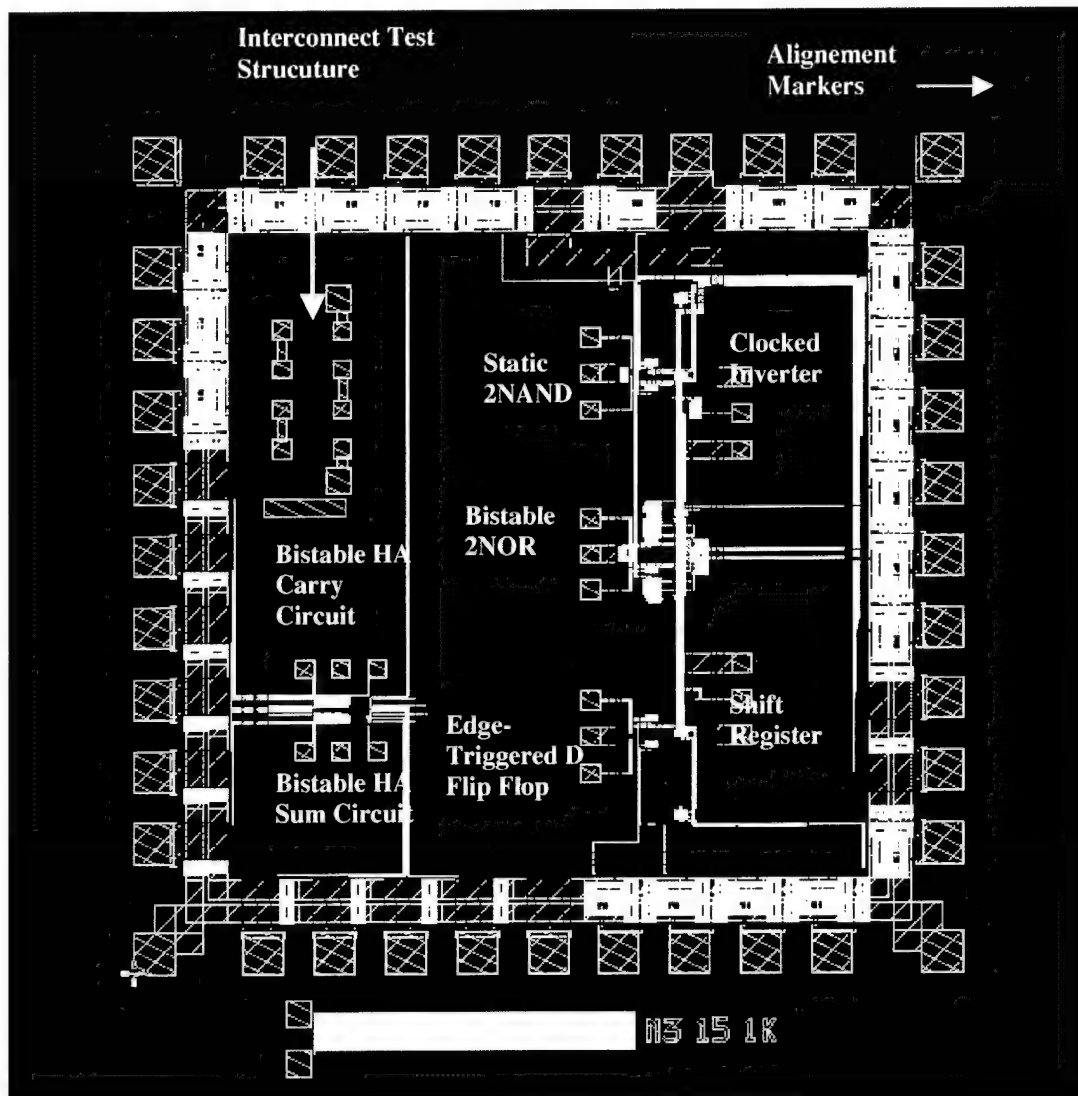 Interconnect Test
Strucuture
Alignement
Markers
Static
2NAND
Clocked
Inverter
Bistable
2NOR
Bistable HA
Carry
Circuit
Edge-
Triggered D
Flip Flop
Shift
Register
Bistable HA
Sum Circuit
M3 15 1K